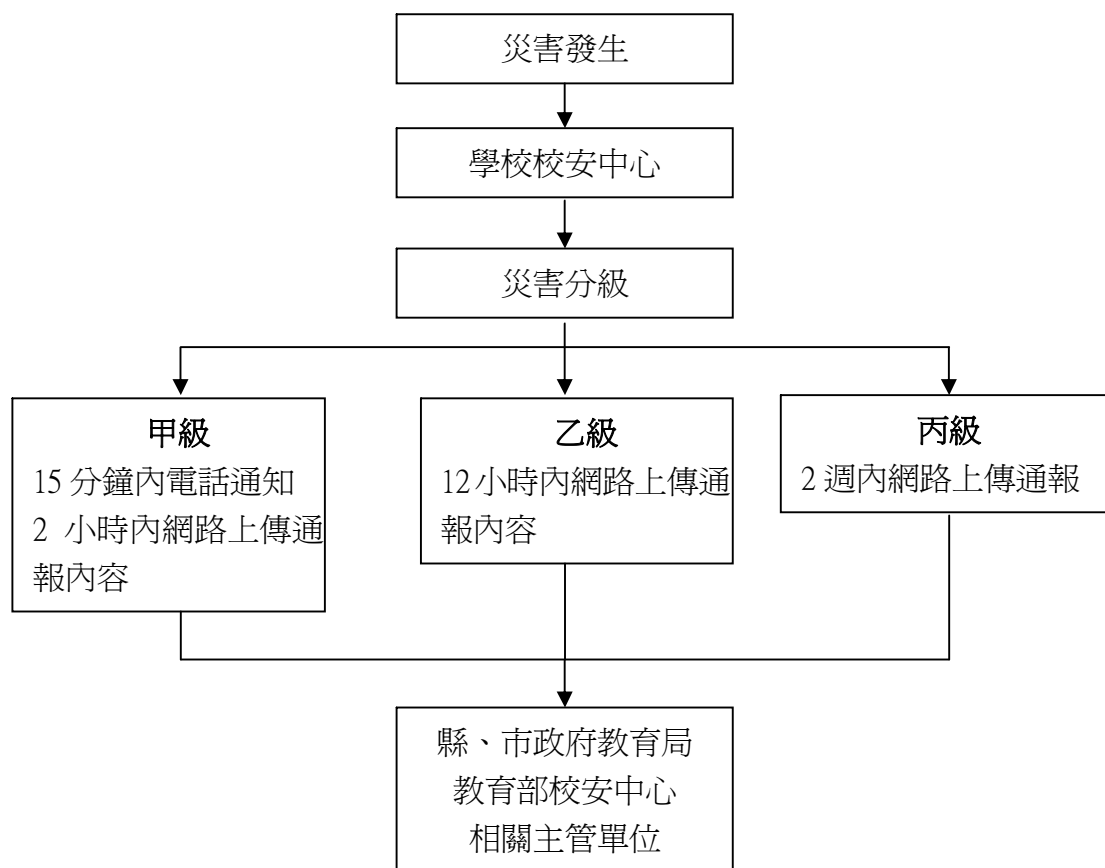 災害發生
學校校安中心
災害分級
甲級
15 分鐘內電話通知
2 小時內網路上傳通
報內容
乙級
12小時內網路上傳通
報內容
丙級
2 週內網路上傳通報
縣、市政府教育局
教育部校安中心
相關主管單位